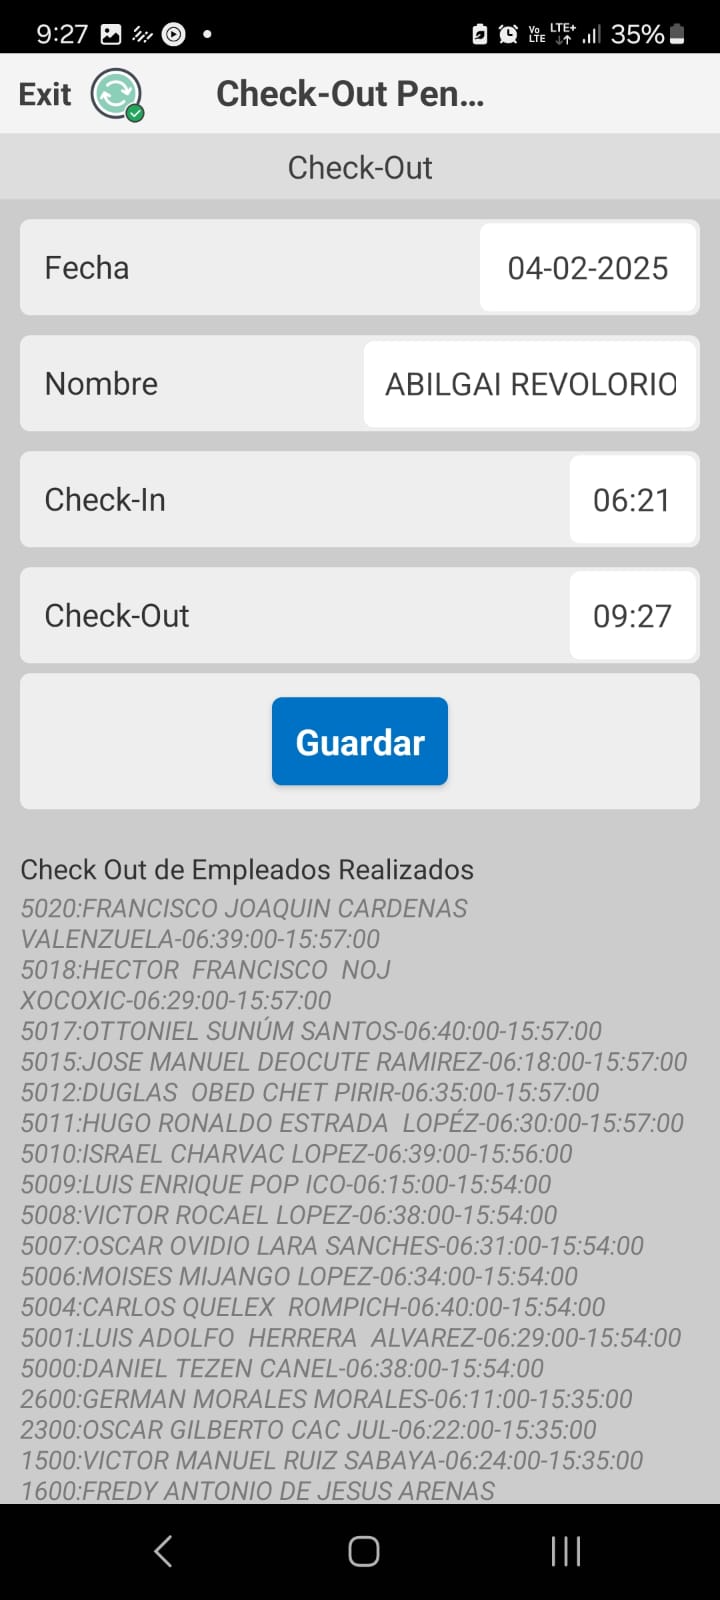 9:27
Vo LTE LTE+ 35%
Exit Check-Out Pen...
Check-Out
Fecha 04-02-2025
Nombre ABILGAI REVOLORIO
Check-In 06:21
Check-Out 09:27
Guardar
Check Out de Empleados Realizados
5020:FRANCISCO JOAQUIN CARDENAS
VALENZUELA-06:39:00-15:57:00
5018:HECTOR  FRANCISCO  NOJ
XOCOXIC-06:29:00-15:57:00
5017:OTTONIEL SUNÚM SANTOS-06:40:00-15:57:00
5015:JOSE MANUEL DEOCUTE RAMIREZ-06:18:00-15:57:00
5012:DUGLAS  OBED CHET PIRIR-06:35:00-15:57:00
5011:HUGO RONALDO ESTRADA  LOPÉZ-06:30:00-15:57:00
5010:ISRAEL CHARVAC LOPEZ-06:39:00-15:56:00
5009:LUIS ENRIQUE POP ICO-06:15:00-15:54:00
5008:VICTOR ROCAEL LOPEZ-06:38:00-15:54:00
5007:OSCAR OVIDIO LARA SANCHES-06:31:00-15:54:00
5006:MOISES MIJANGO LOPEZ-06:34:00-15:54:00
5004:CARLOS QUELEX  ROMPICH-06:40:00-15:54:00
5001:LUIS ADOLFO  HERRERA  ALVAREZ-06:29:00-15:54:00
5000:DANIEL TEZEN CANEL-06:38:00-15:54:00
2600:GERMAN MORALES MORALES-06:11:00-15:35:00
2300:OSCAR GILBERTO CAC JUL-06:22:00-15:35:00
1500:VICTOR MANUEL RUIZ SABAYA-06:24:00-15:35:00
1600:FREDY ANTONIO DE JESUS ARENAS